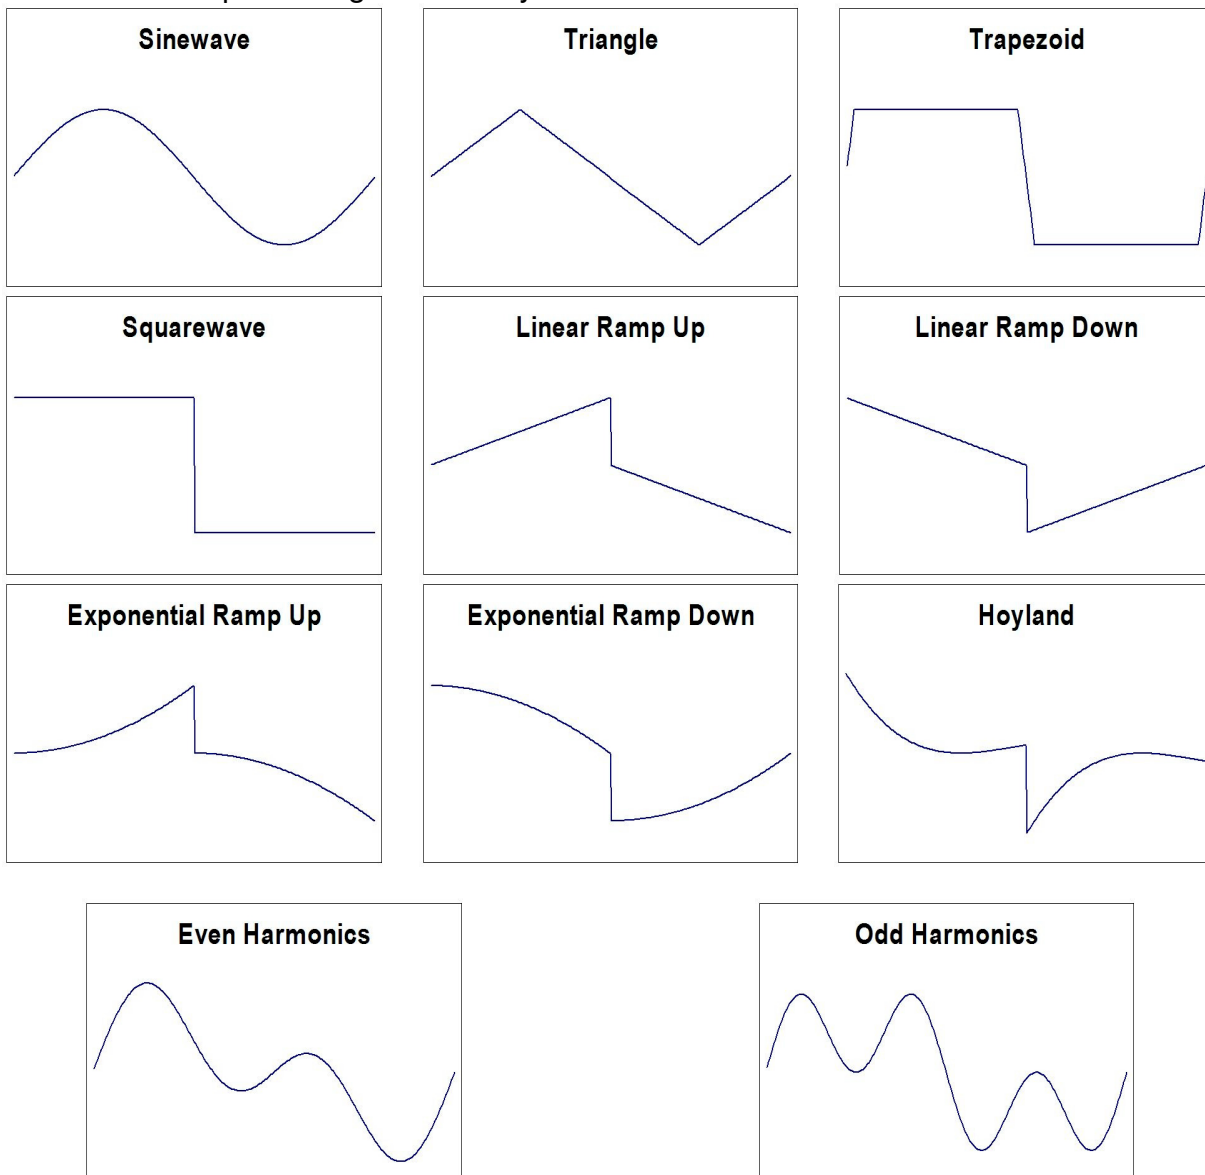 Sinewave
Triangle
Trapezoid
Squarewave
Linear Ramp Up
Linear Ramp Down
Exponential Ramp Up
Exponential Ramp Down
Hoyland
Even Harmonics
Odd Harmonics